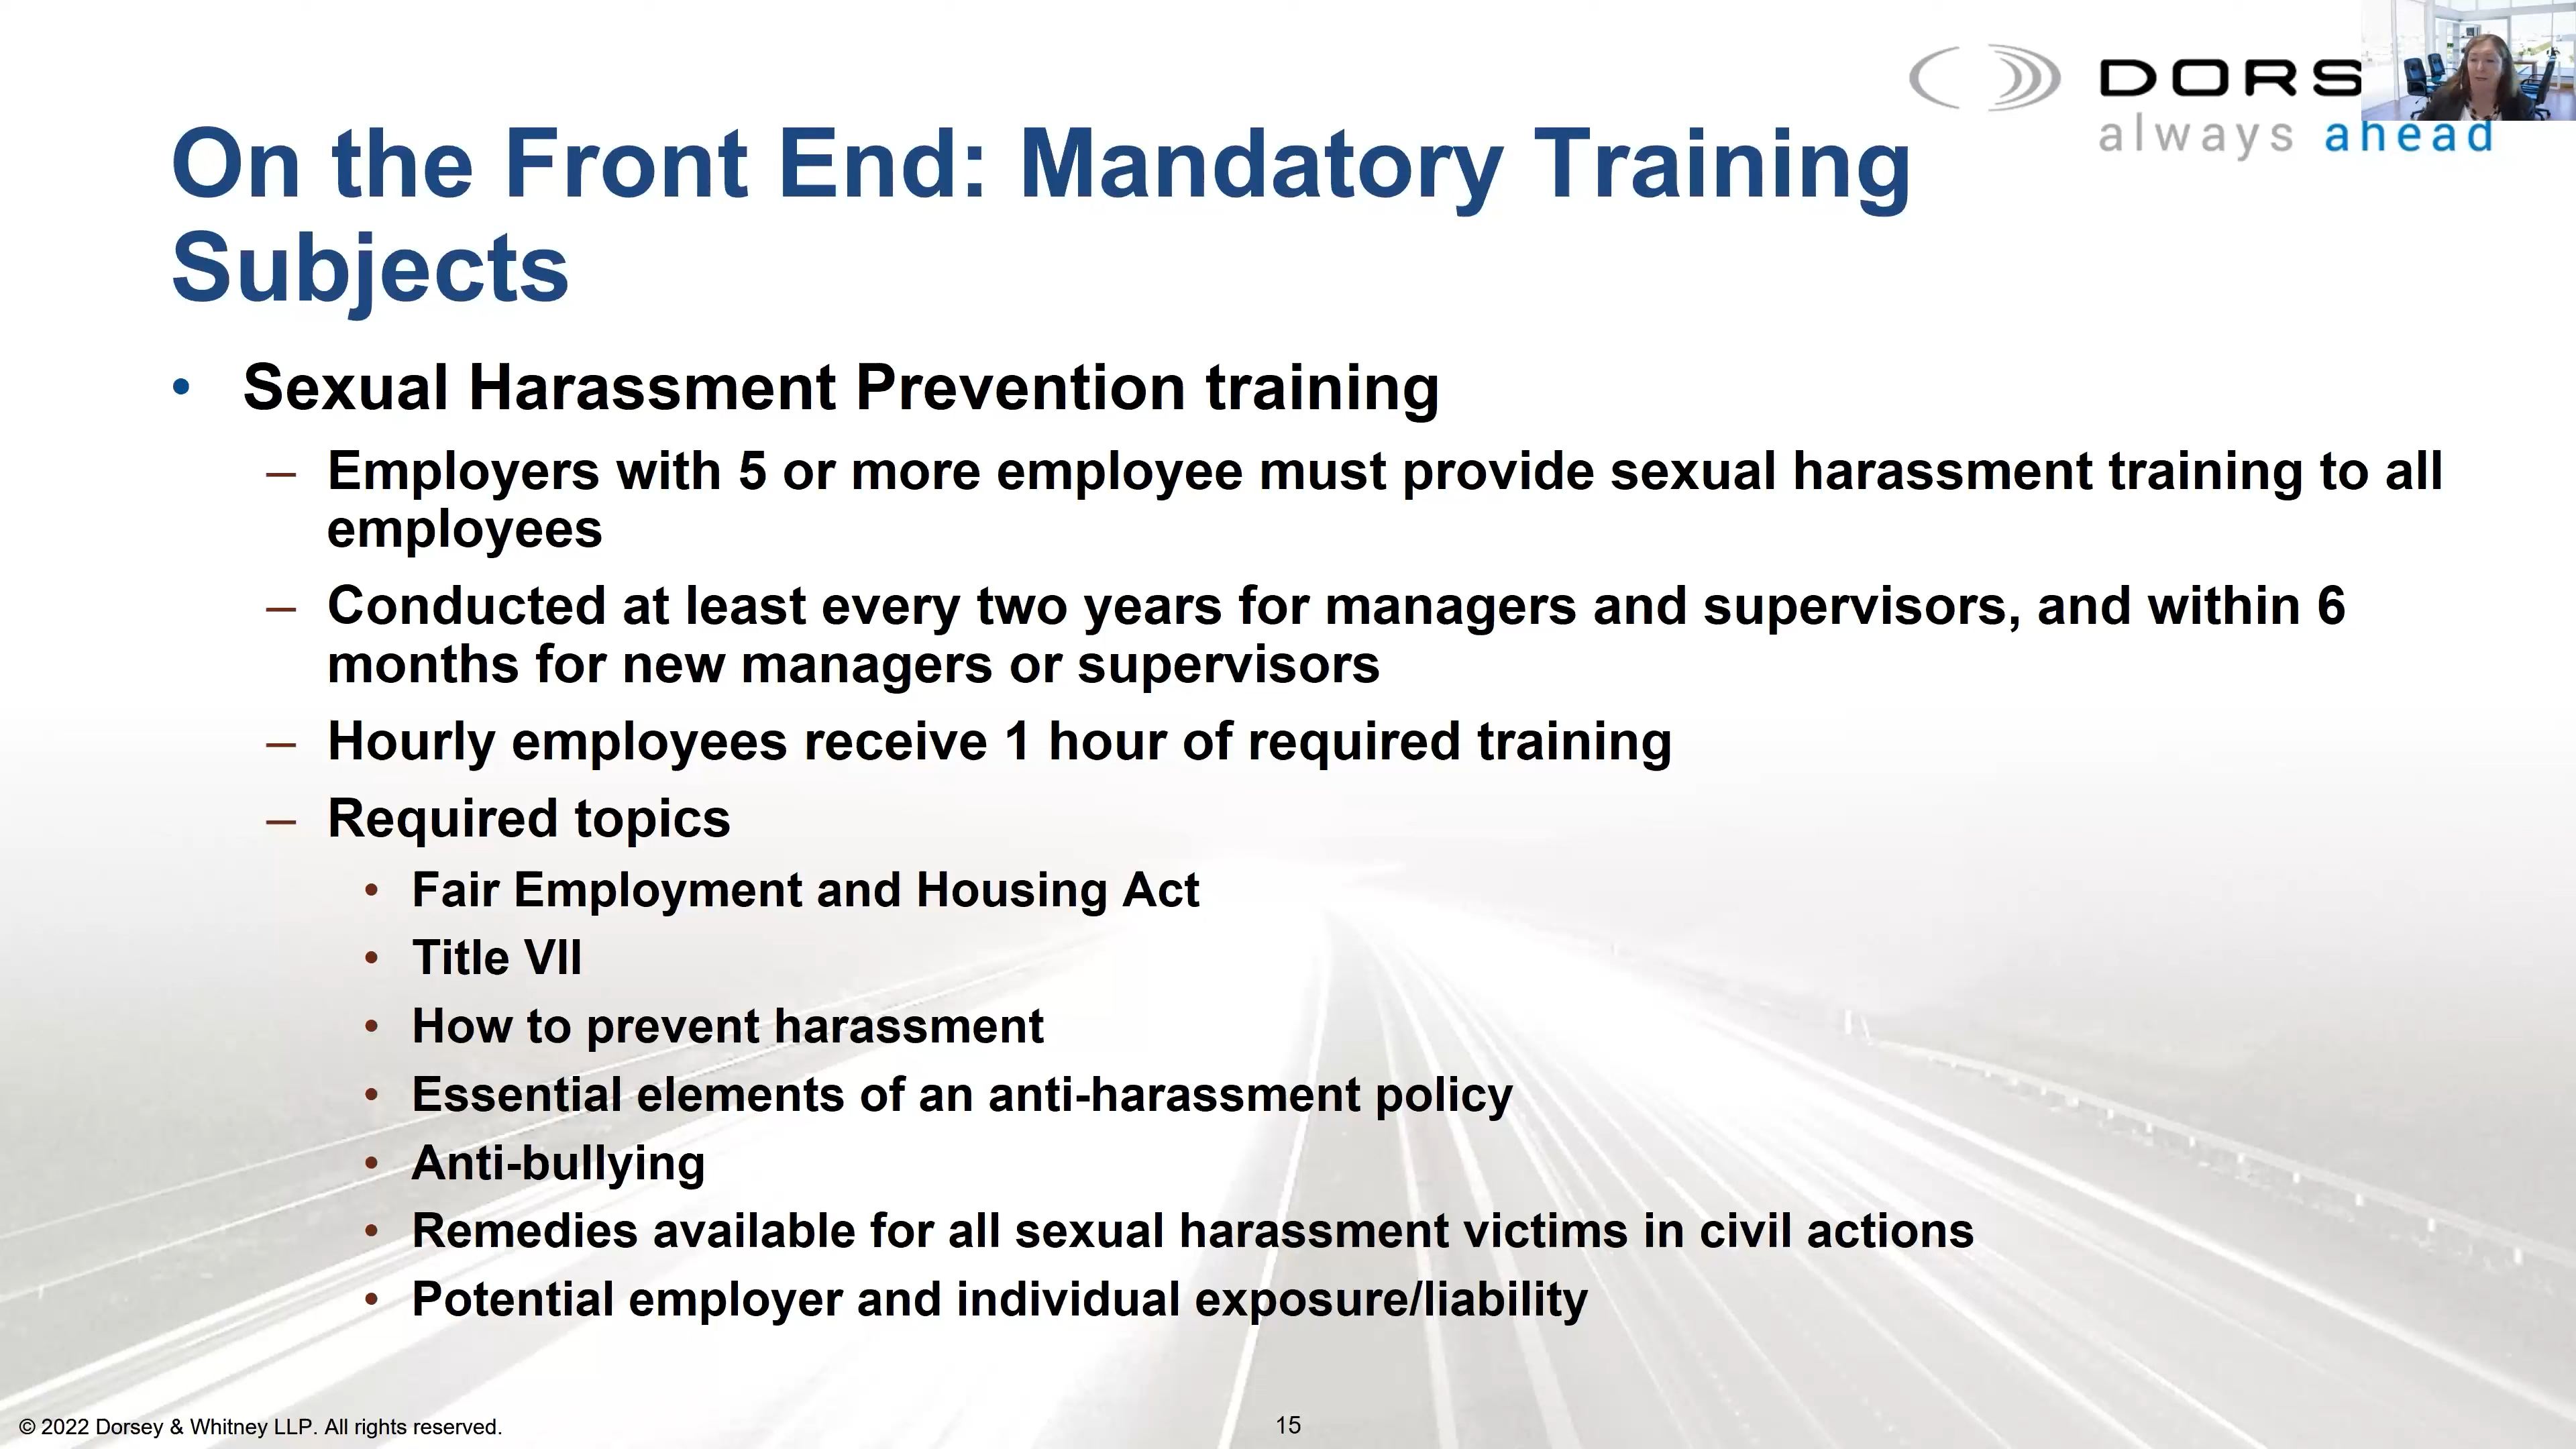 DORS
always ahead
On the Front End: Mandatory Training
Subjects
• Sexual Harassment Prevention training
– Employers with 5 or more employee must provide sexual harassment training to all
employees
– Conducted at least every two years for managers and supervisors, and within 6
months for new managers or supervisors
– Hourly employees receive 1 hour of required training
– Required topics
• Fair Employment and Housing Act
• Title VII
• How to prevent harassment
• Essential elements of an anti-harassment policy
• Anti-bullying
• Remedies available for all sexual harassment victims in civil actions
• Potential employer and individual exposure/liability
© 2022 Dorsey & Whitney LLP. All rights reserved.
15